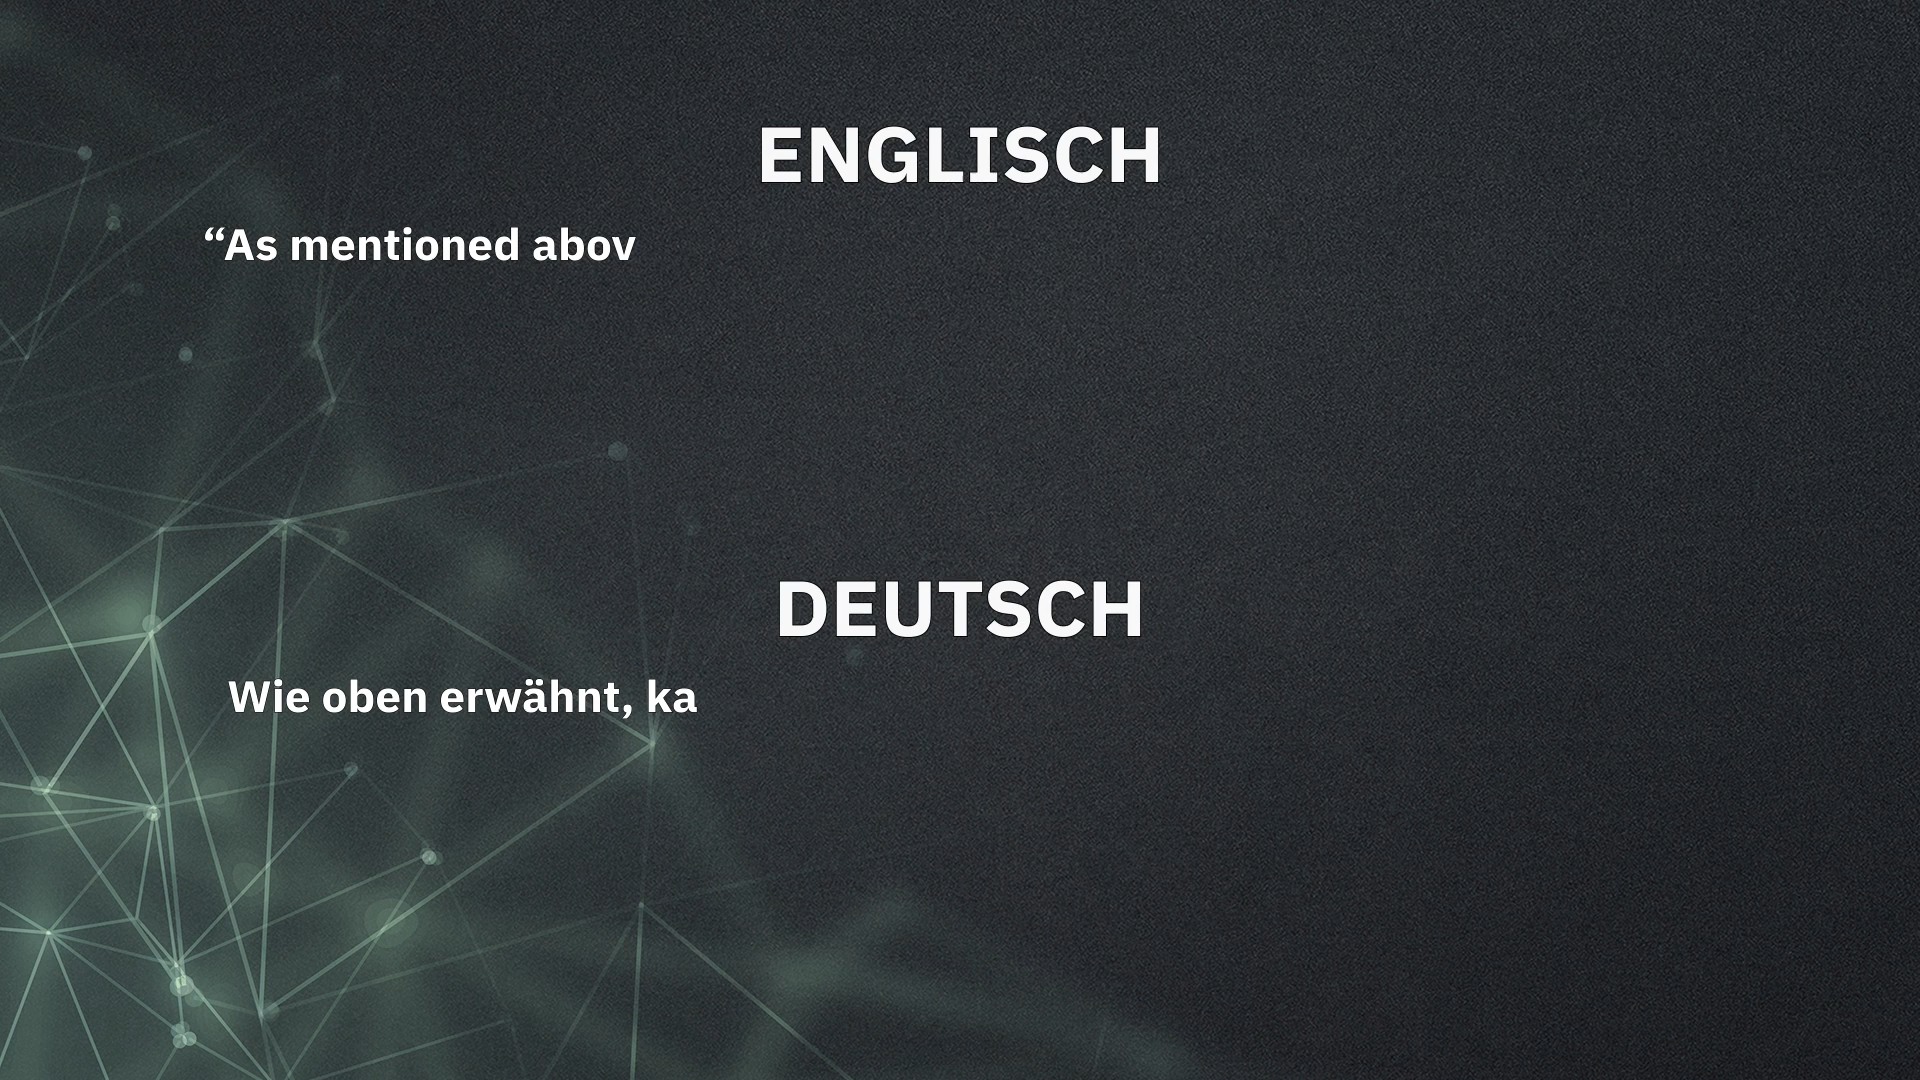 ENGLISCH
“As mentioned abov
DEUTSCH
Wie oben erwähnt, ka